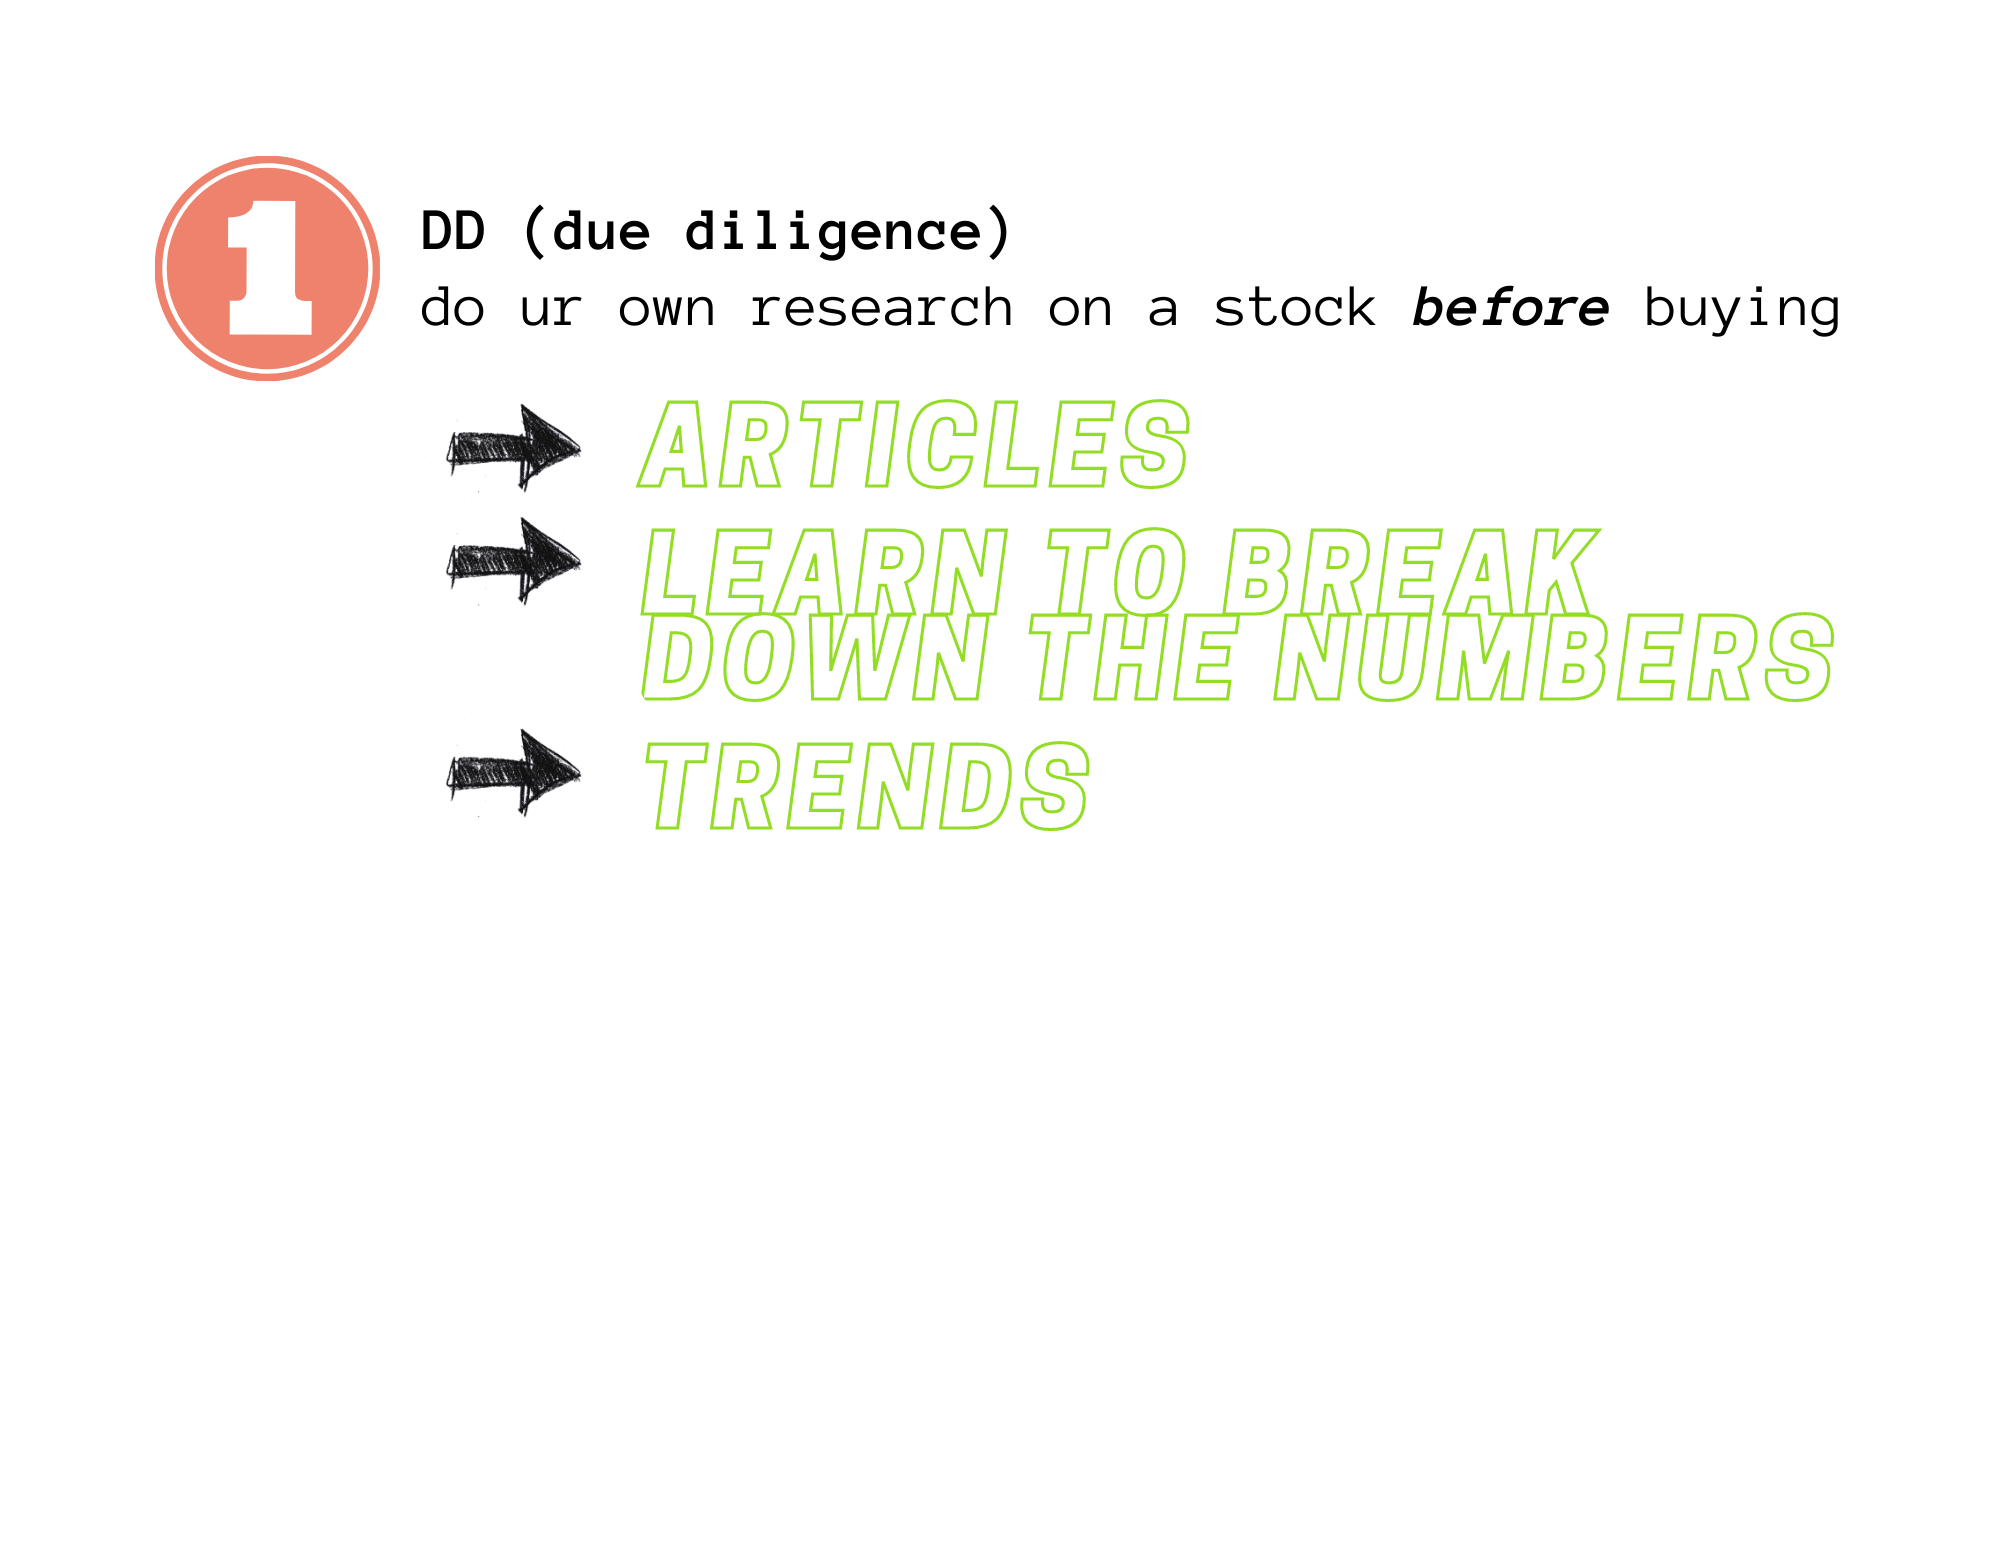 1
DD (due diligence)
do ur own research on a stock before buying
ARTICLES
LEARN TO BREAK
DOWN THE NUMBERS
TRENDS